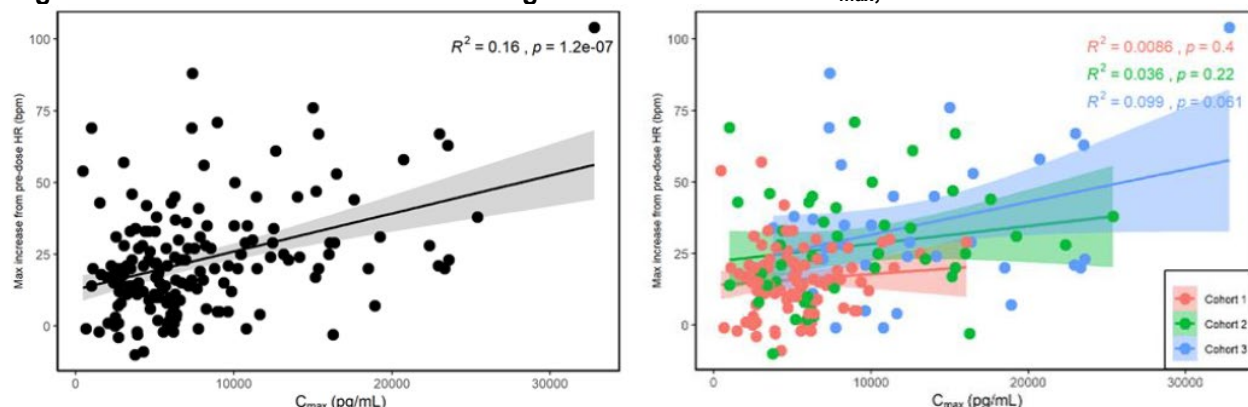 max,
R² = 0.16 , p = 1.2e-07
Max increase from pre-dose HR (bpm)
100
75
50
25
0
0
10000
20000
30000
Cmax (pg/mL)
R² = 0.0086 , p = 0.4
R² = 0.036 , p = 0.22
R² = 0.099 , p = 0.061
Max increase from pre-dose HR (bpm)
100
75
50
25
0
0
10000
20000
30000
Cmax (pg/mL)
Cohort 1
Cohort 2
Cohort 3